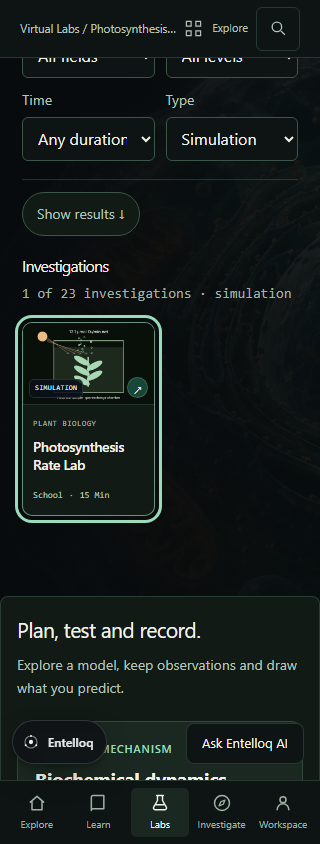 Virtual Labs / Photosynthesis...
Explore
All fields
All levels
Time
Type
Any duration
Simulation
Show results ↓
Investigations
1 of 23 investigations · simulation
SIMULATION
PLANT BIOLOGY
Photosynthesis
Rate Lab
School · 15 Min
Plan, test and record.
Explore a model, keep observations and draw
what you predict.
Entelloq
MECHANISM
Ask Entelloq AI
Biochemical dynamics
Explore
Learn
Labs
Investigate
Workspace